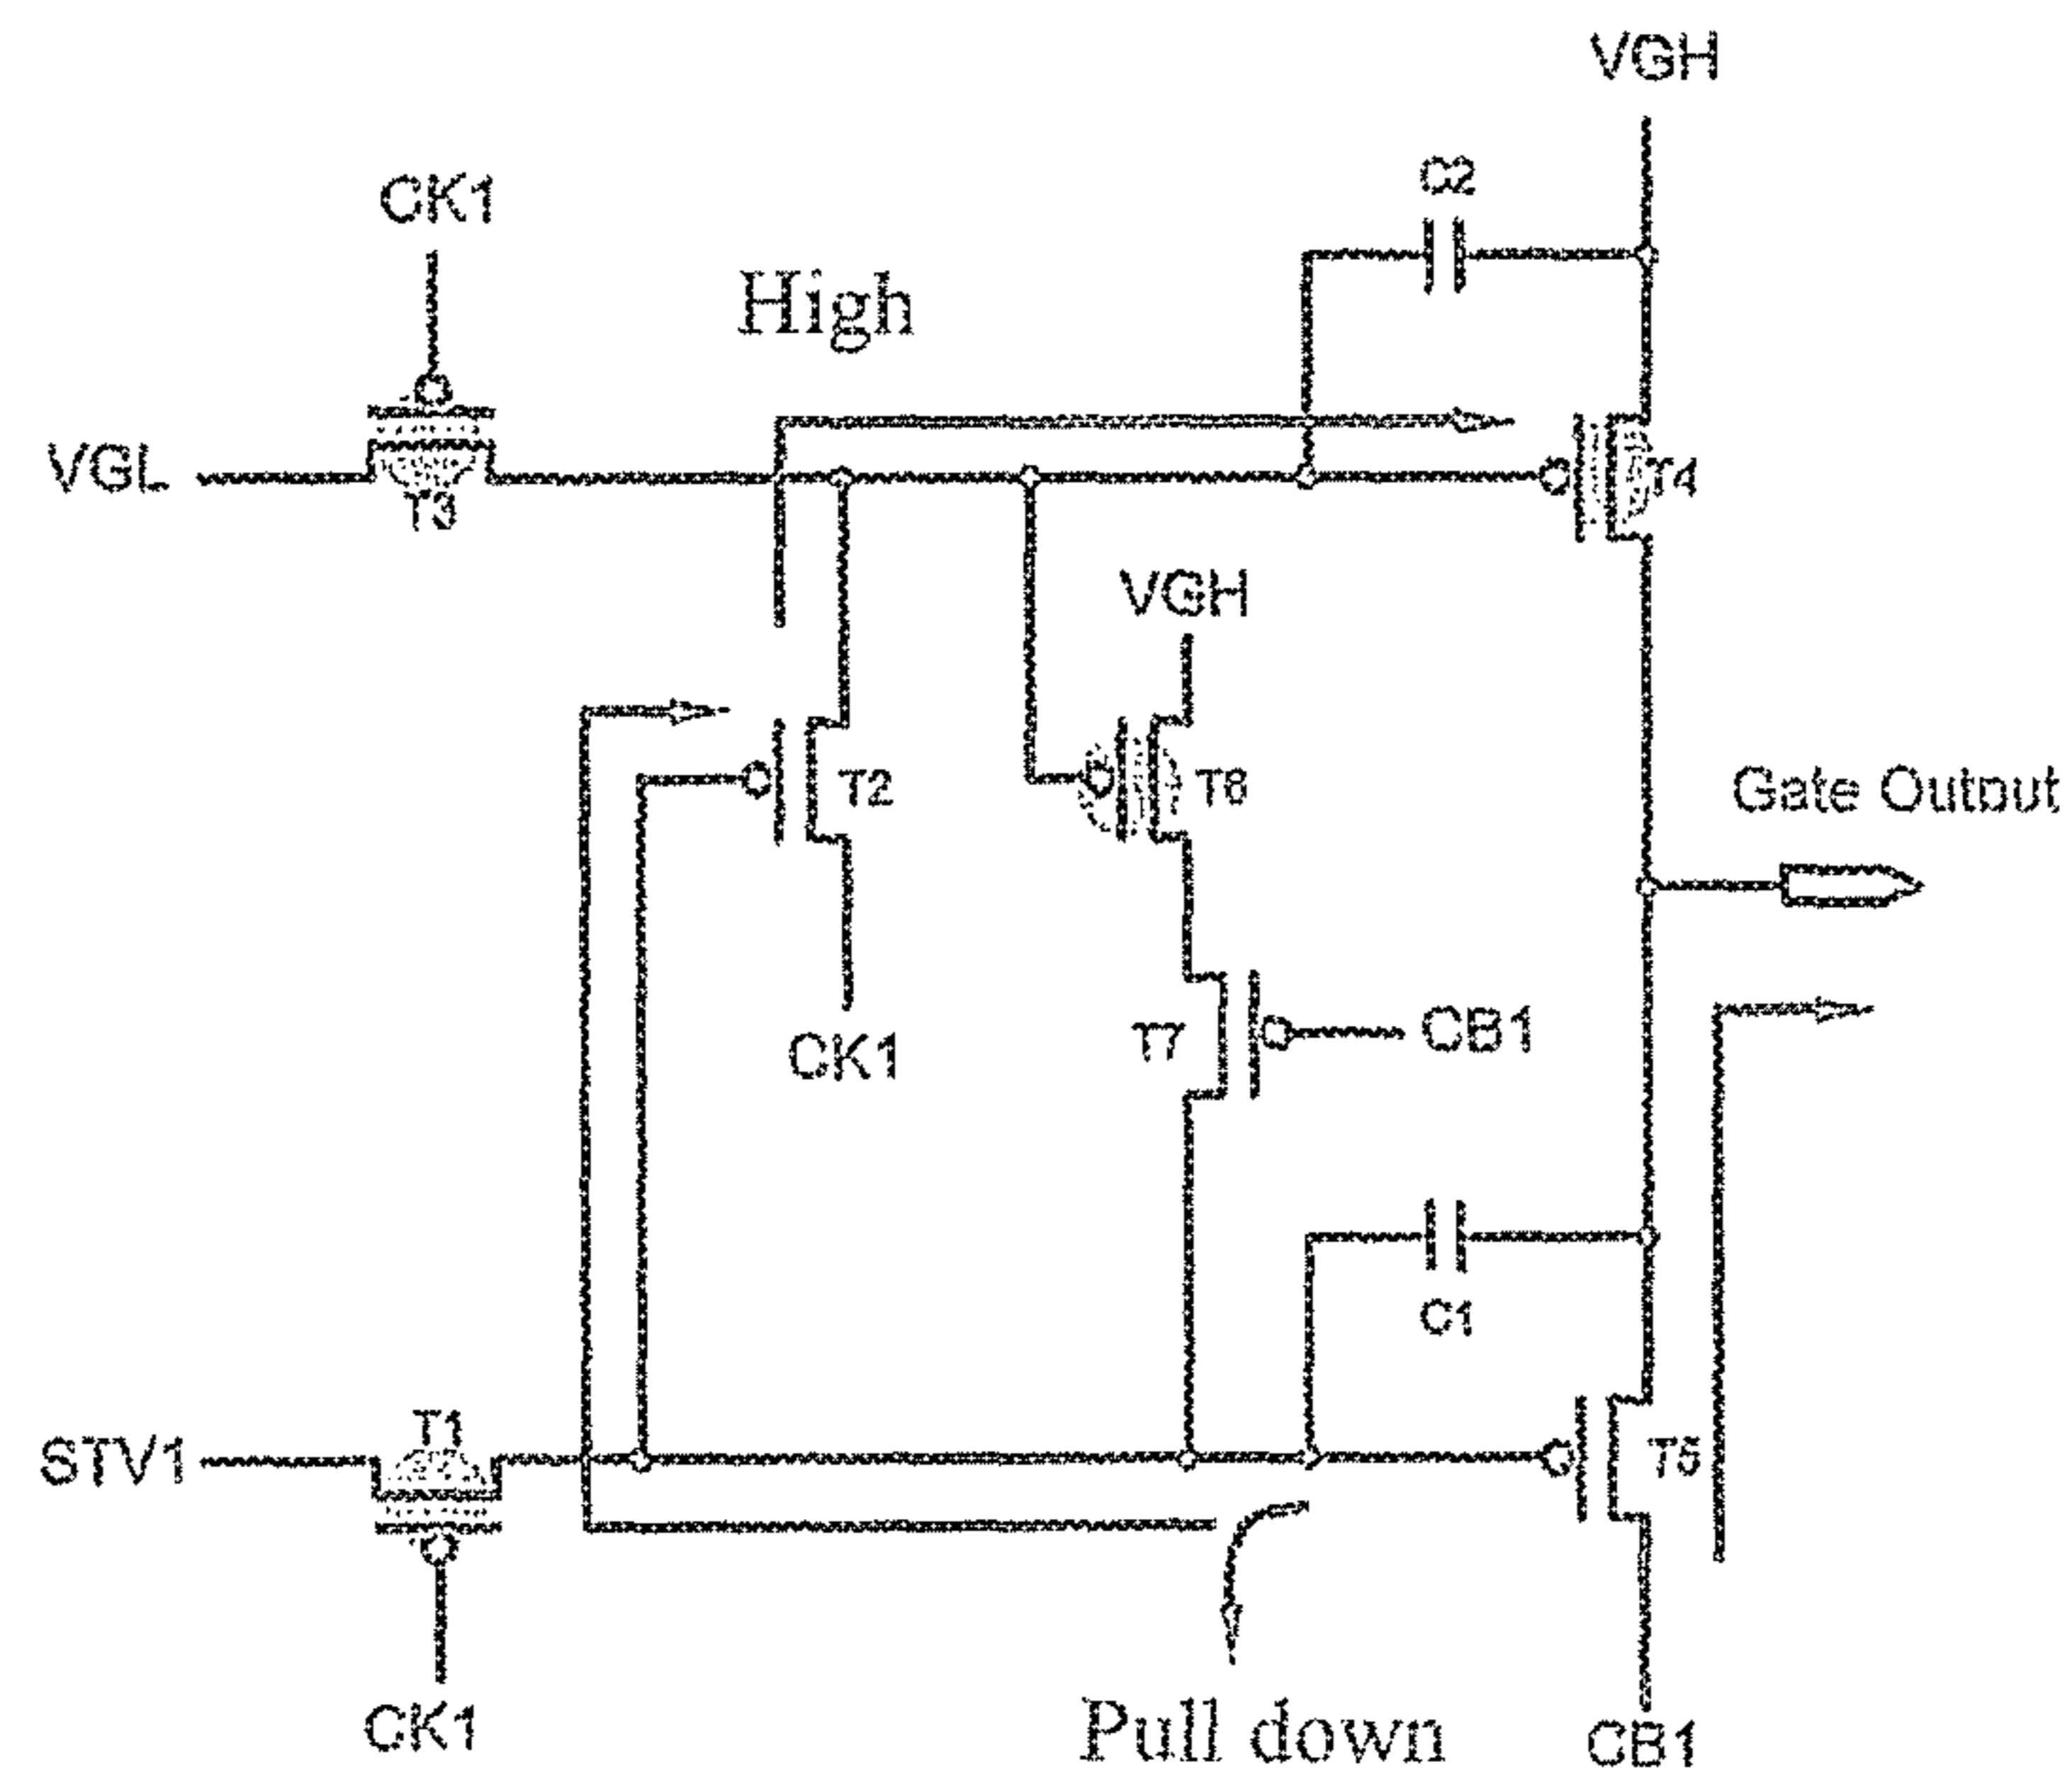 VGH
C2
CK1
High
VGL
T3
T4
VGH
T2
T6
Gate Output
CK1
T7
CB1
C1
STV1
T1
T5
CK1
Pull down
CB1